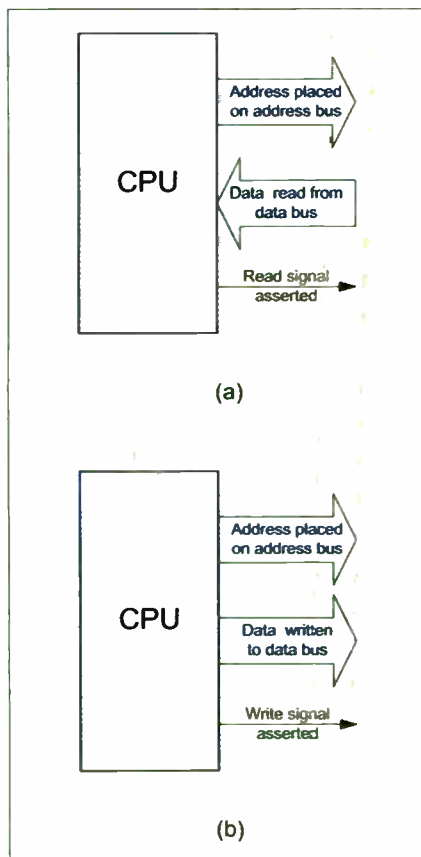 Address placed
on address bus
CPU
Data read from
data bus
Read signal
asserted
(a)
Address placed
on address bus
CPU
Data written
to data bus
Write signal
asserted
(b)